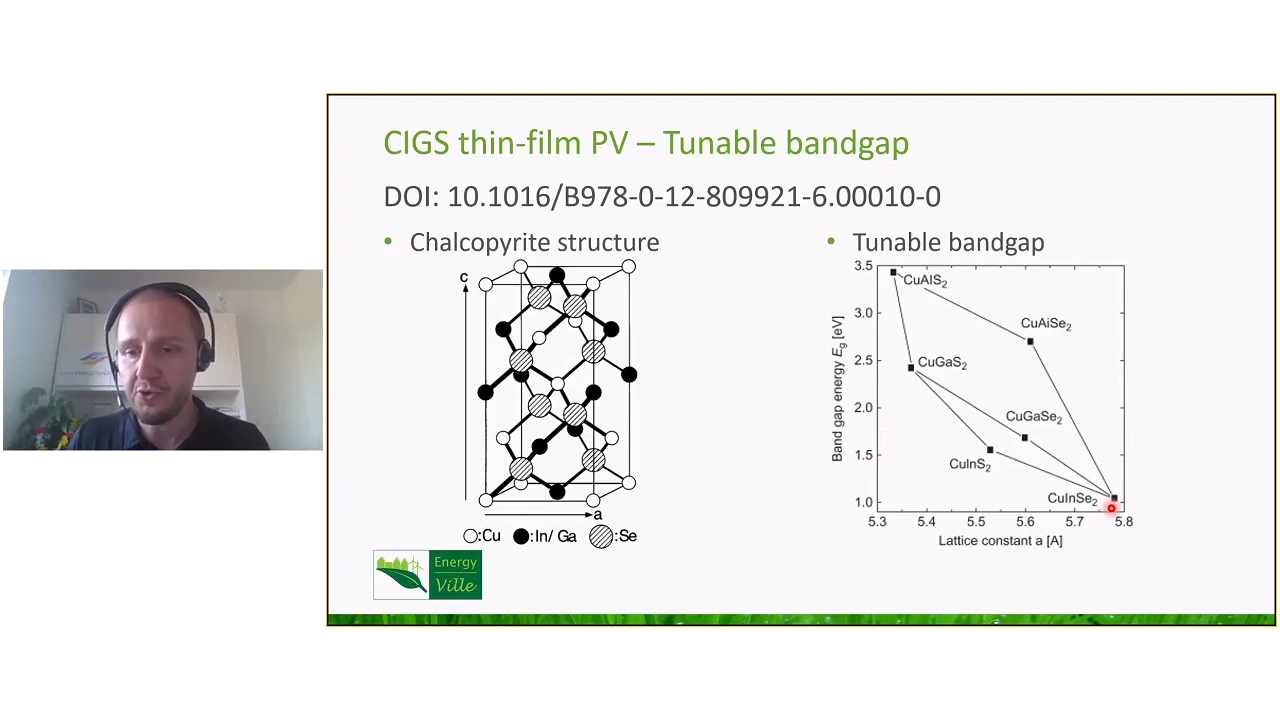 CIGS thin-film PV – Tunable bandgap
DOI: 10.1016/B978-0-12-809921-6.00010-0
• Chalcopyrite structure
c
a
:Cu :In/ Ga :Se
• Tunable bandgap
3.5
3.0
2.5
2.0
1.5
1.0
Band gap energy Eg [eV]
CuAlS2
CuAiSe2
CuGaS2
CuGaSe2
CuInS2
CuInSe2
5.3 5.4 5.5 5.6 5.7 5.8
Lattice constant a [A]
Energy
Ville